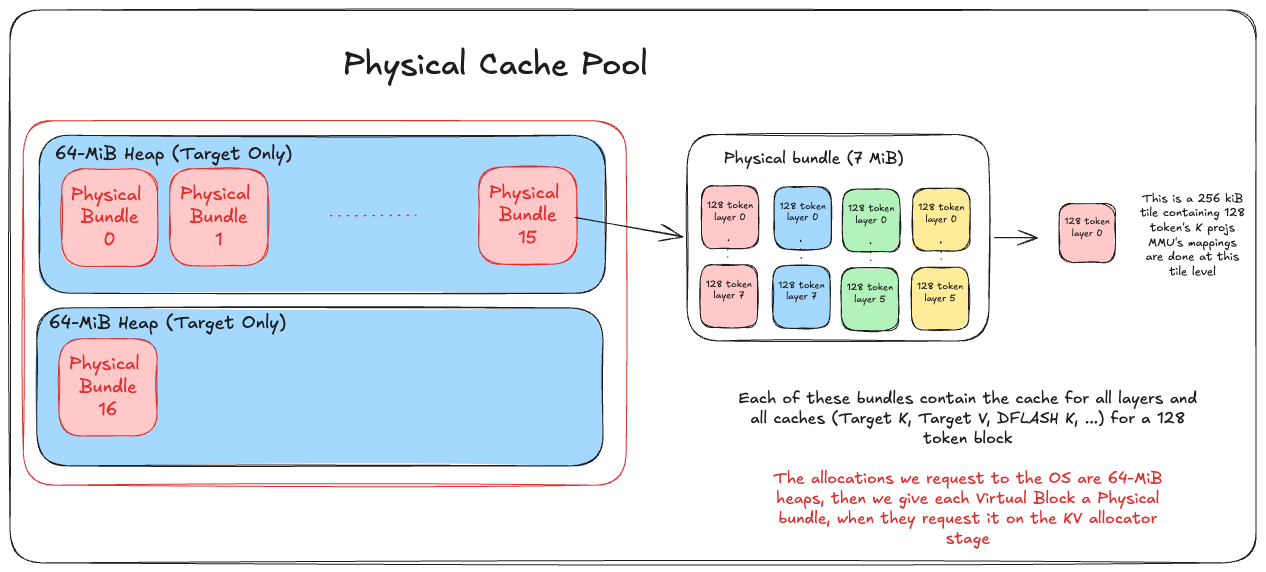 Physical Cache Pool
64-MiB Heap (Target Only)
Physical
Bundle
0
Physical
Bundle
1
Physical
Bundle
15
64-MiB Heap (Target Only)
Physical
Bundle
16
Physical bundle (7 MiB)
128 token
layer 0
128 token
layer 0
128 token
layer 0
128 token
layer 0
128 token
layer 7
128 token
layer 7
128 token
layer 5
128 token
layer 5
128 token
layer 0
This is a 256 kiB
tile containing 128
token's K projs
MMU's mappings
are done at this
tile level
Each of these bundles contain the cache for all layers and
all caches (Target K, Target V, DFLASH K, ...) for a 128
token block
The allocations we request to the OS are 64-MiB
heaps, then we give each Virtual Block a Physical
bundle, when they request it on the KV allocator
stage